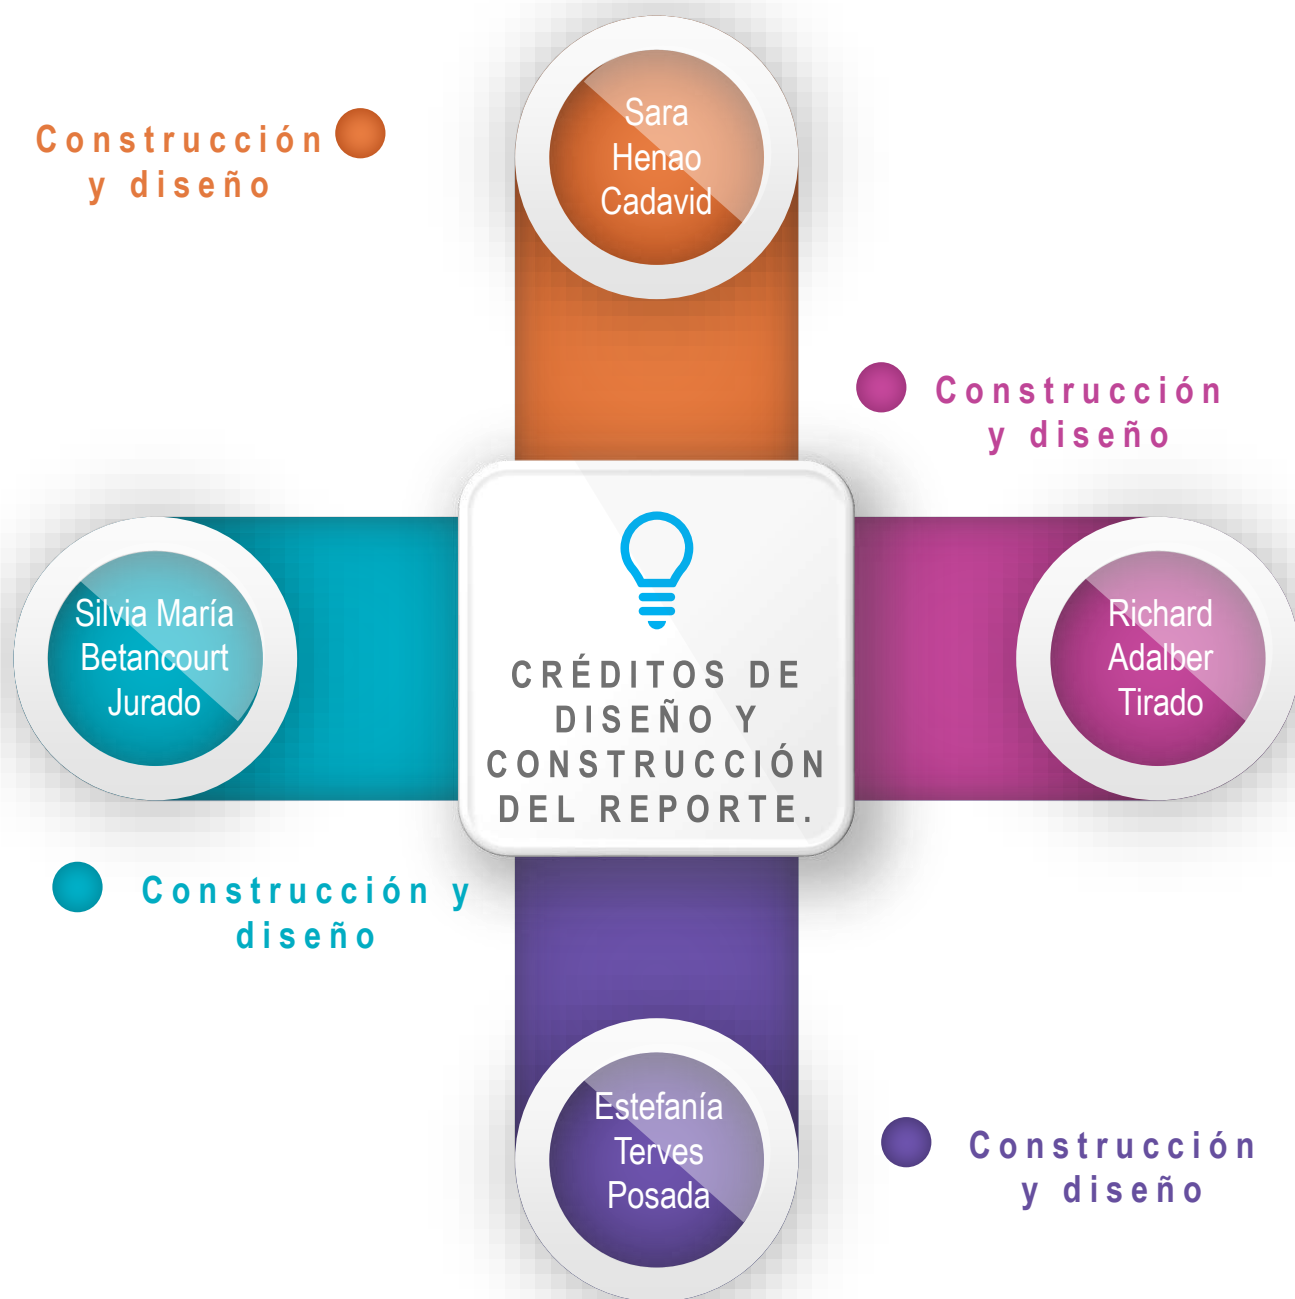 Sara
Henao
Cadavid
Construcción
y diseño
Construcción
y diseño
Silvia María
Betancourt
Jurado
CRÉDITOS DE
DISEÑO Y
CONSTRUCCIÓN
DEL REPORTE.
Richard
Adalber
Tirado
Construcción y
diseño
Estefanía
Terves
Posada
Construcción
y diseño